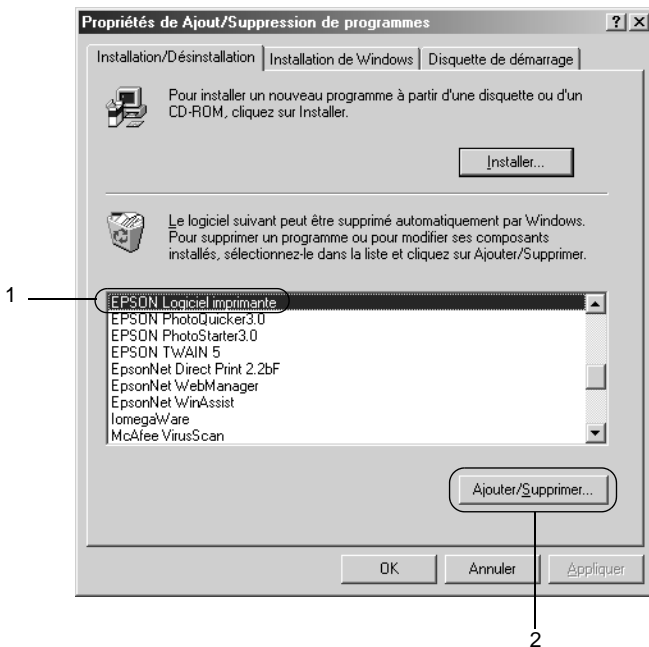 Propriétés de Ajout/Suppression de programmes
Installation/Désinstallation
Installation de Windows
Disquette de démarrage
Pour installer un nouveau programme à partir d'une disquette ou d'un
CD-ROM, cliquez sur Installer.
Installer...
Le logiciel suivant peut être supprimé automatiquement par Windows.
Pour supprimer un programme ou pour modifier ses composants
installés, sélectionnez-le dans la liste et cliquez sur Ajouter/Supprimer.
1
EPSON Logiciel imprimante
EPSON PhotoQuicker3.0
EPSON PhotoStarter3.0
EPSON TWAIN 5
EpsonNet Direct Print 2.2bF
EpsonNet WebManager
EpsonNet WinAssist
IomegaWare
McAfee VirusScan
Ajouter/Supprimer...
OK
Annuler
Appliquer
2